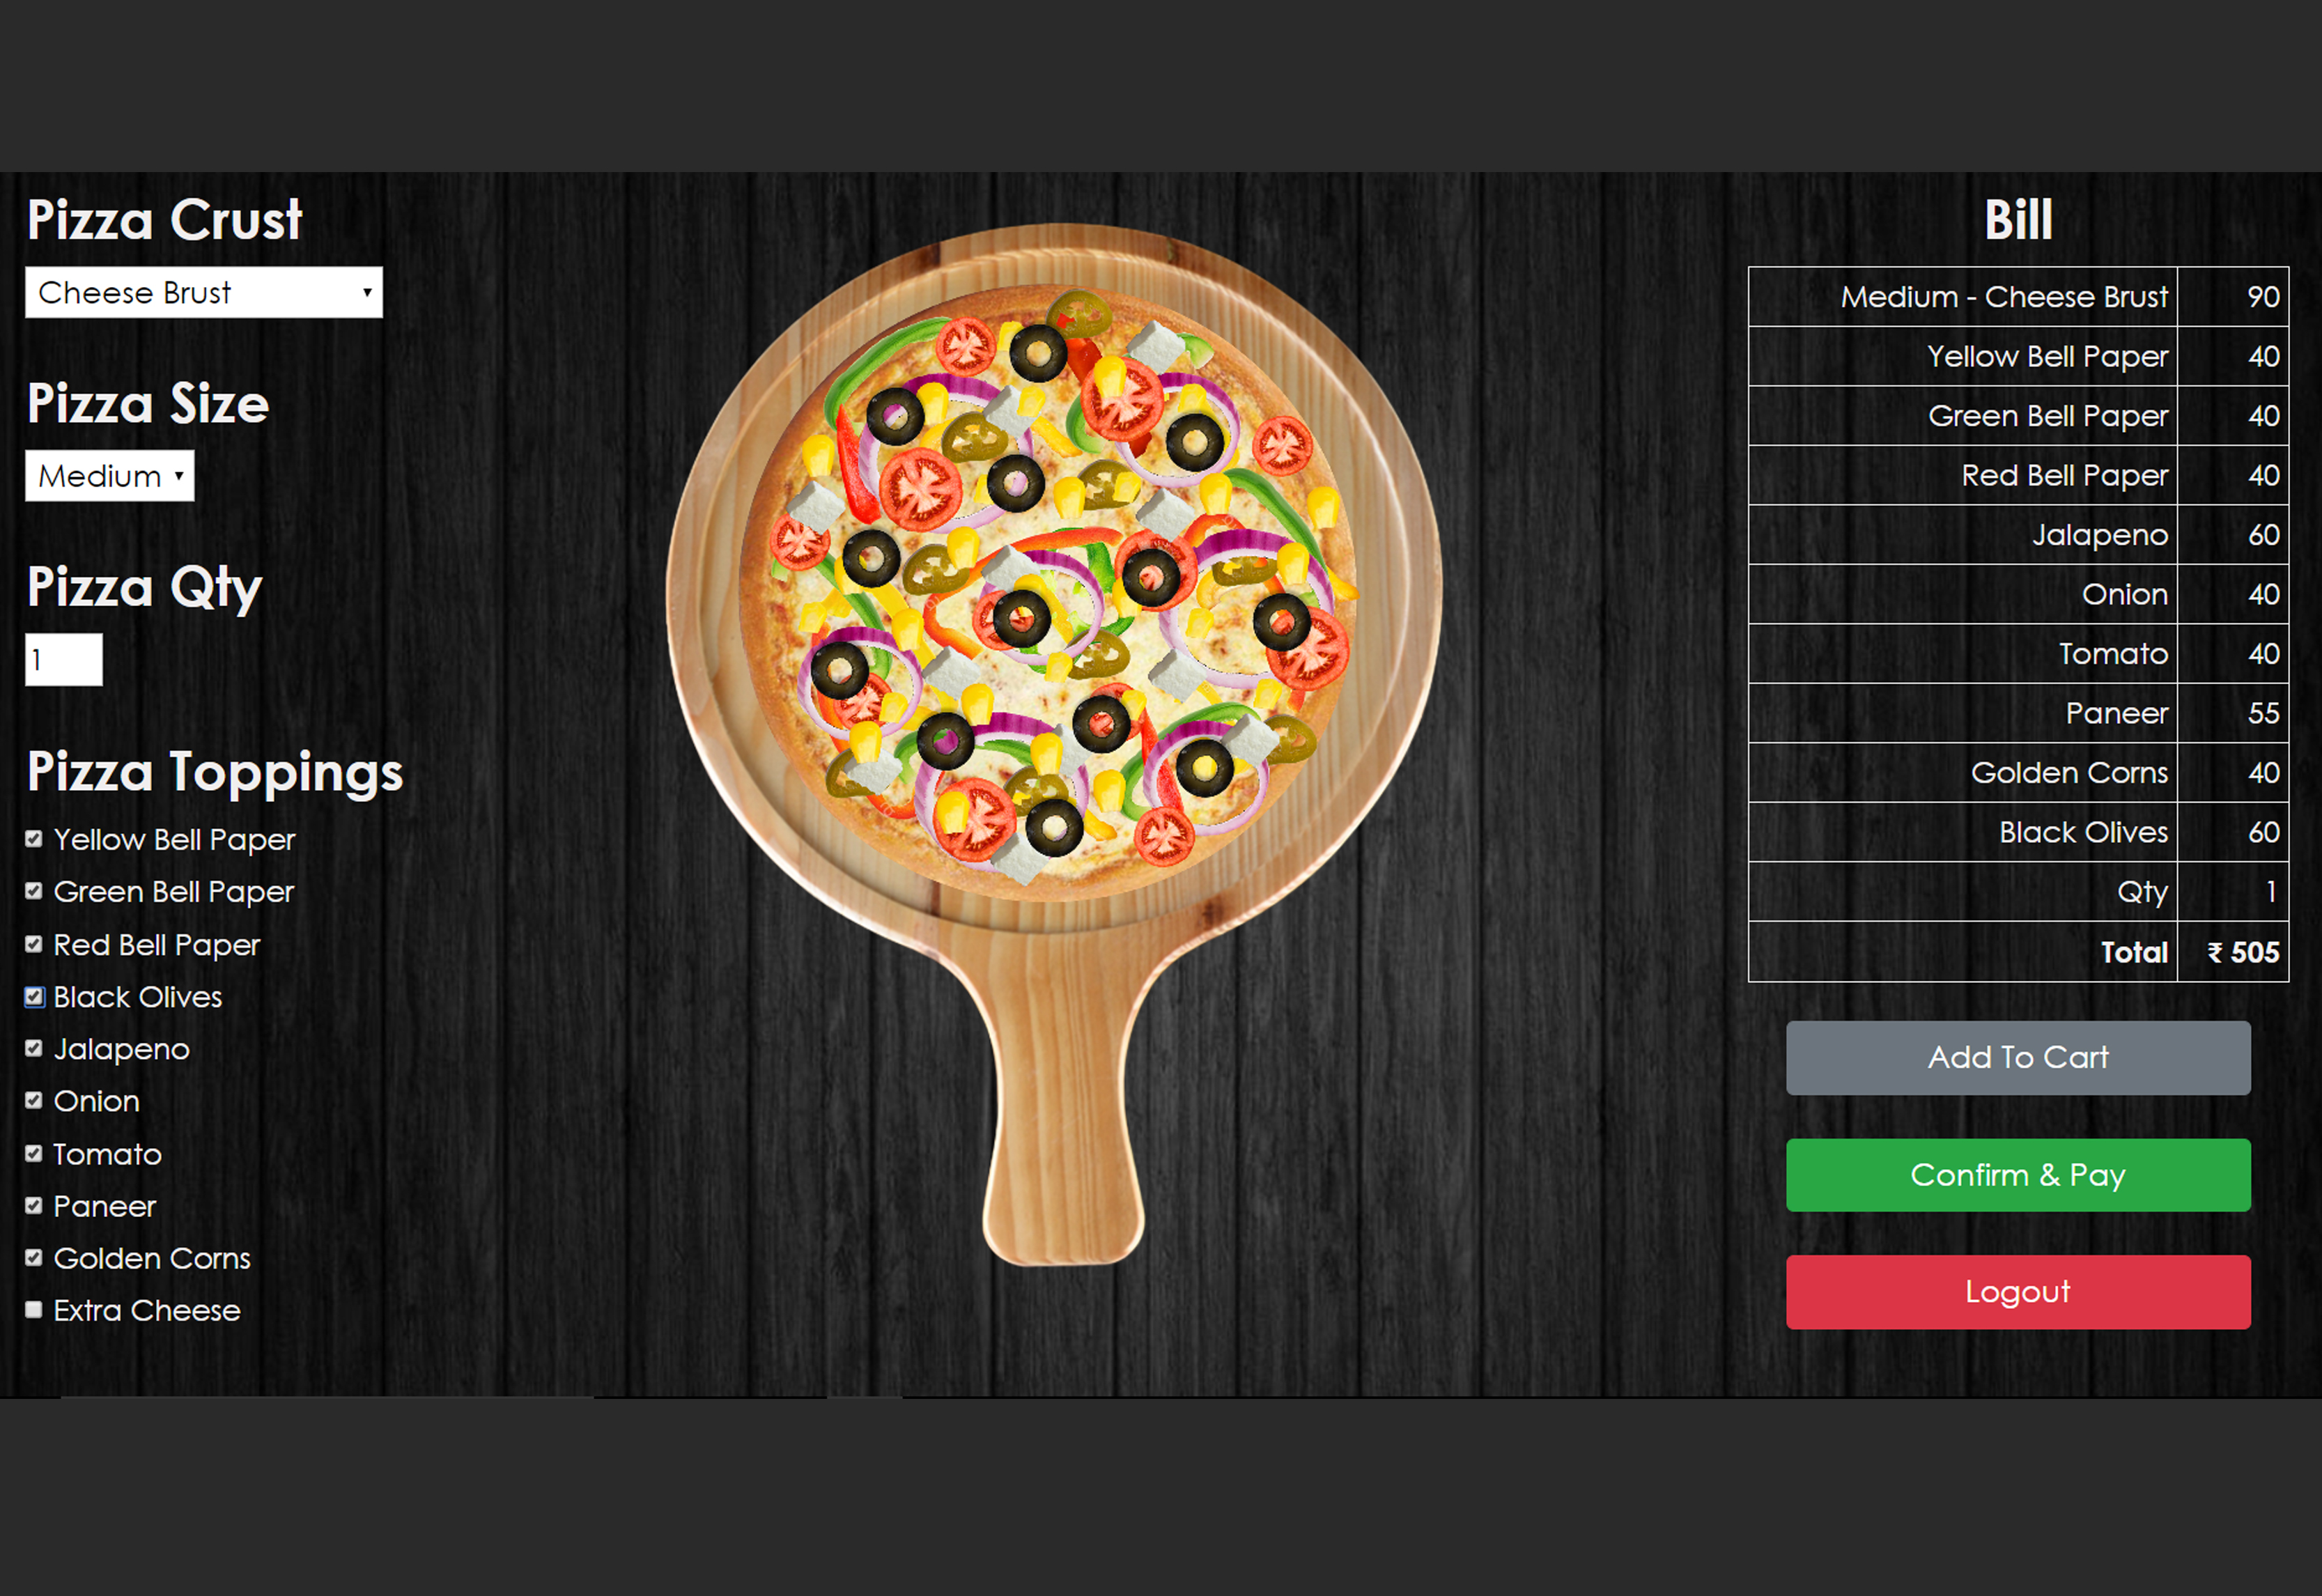 Pizza Crust
Cheese Brust
Pizza Size
Medium
Pizza Qty
1
Pizza Toppings
Yellow Bell Paper
Green Bell Paper
Red Bell Paper
Black Olives
Jalapeno
Onion
Tomato
Paneer
Golden Corns
Extra Cheese
Bill
Medium - Cheese Brust 90
Yellow Bell Paper 40
Green Bell Paper 40
Red Bell Paper 40
Jalapeno 60
Onion 40
Tomato 40
Paneer 55
Golden Corns 40
Black Olives 60
Qty 1
Total ₹ 505
Add To Cart
Confirm & Pay
Logout